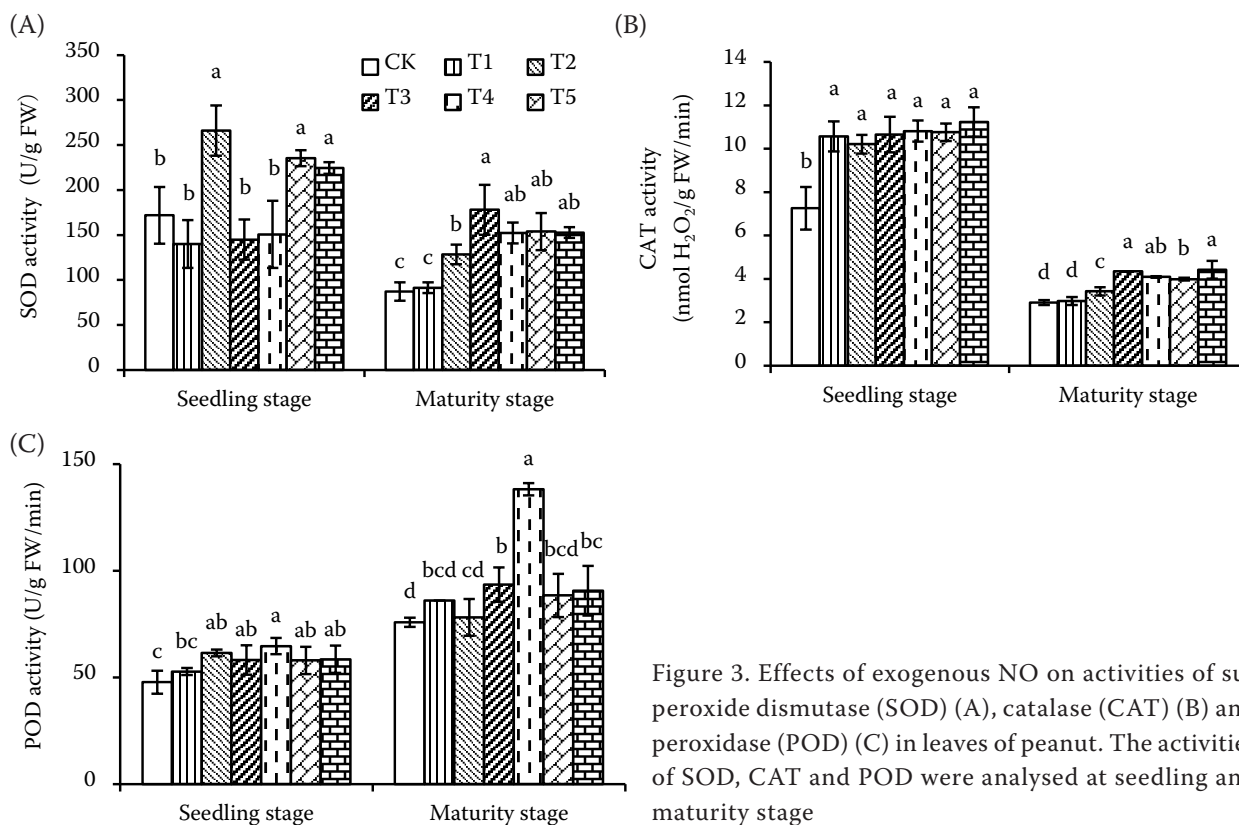 (A)
350
300
250
200
150
100
50
0
SOD activity (U/g FW)
CK T1 T2
T3 T4 T5
b b a b b a a
c c b a ab ab ab
Seedling stage Maturity stage
(B)
14
12
10
8
6
4
2
0
CAT activity
(nmol H₂O₂/g FW/min)
b a a a a a a
d d c a ab b a
Seedling stage Maturity stage
(C)
150
100
50
0
POD activity (U/g FW/min)
c bc ab ab a ab ab
d bcd cd b a bcd bc
Seedling stage Maturity stage
Figure 3. Effects of exogenous NO on activities of su
peroxide dismutase (SOD) (A), catalase (CAT) (B) an
peroxidase (POD) (C) in leaves of peanut. The activitie
of SOD, CAT and POD were analysed at seedling an
maturity stage